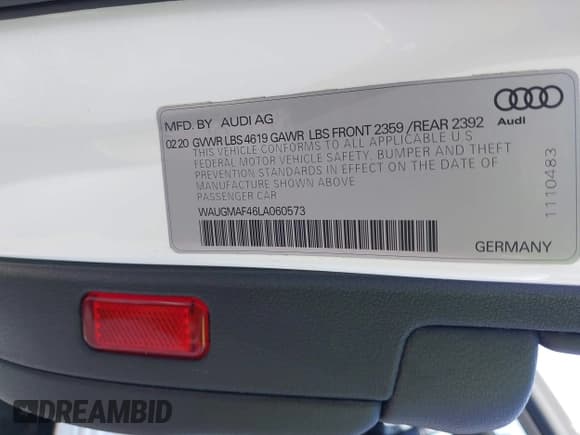 MFD. BY AUDI AG
02 20 GVWR LBS 4619 GAWR LBS FRONT 2359 /REAR 2392
THIS VEHICLE CONFORMS TO ALL APPLICABLE U S
FEDERAL MOTOR VEHICLE SAFETY, BUMPER AND THEFT
PREVENTION STANDARDS IN EFFECT ON THE DATE OF
MANUFACTURE SHOWN ABOVE
PASSENGER CAR
WAUGMAF46LA060573
Audi
1110483
GERMANY
DREAMBID